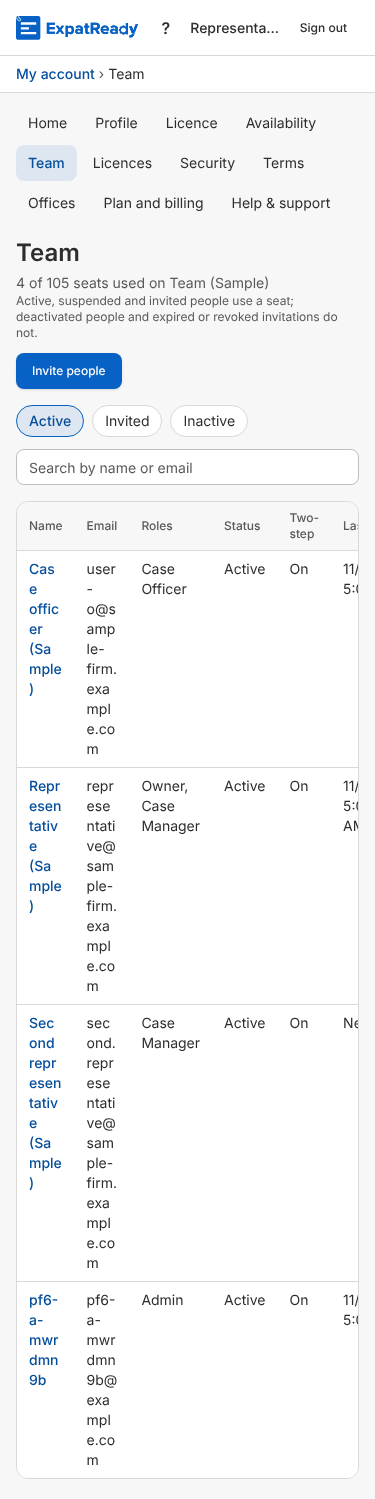 ExpatReady ? Representa... Sign out
My account › Team
Home Profile Licence Availability
Team Licences Security Terms
Offices Plan and billing Help & support
Team
4 of 105 seats used on Team (Sample)
Active, suspended and invited people use a seat;
deactivated people and expired or revoked invitations do
not.
Invite people
Active Invited Inactive
Search by name or email
Name Email Roles Status Two-
step
Cas
e
offic
er
(Sa
mple
)
user
-
o@s
amp
le-
firm.
exa
mpl
e.co
m
Case
Officer
Active
On
11/
Repr
esen
tativ
e
(Sa
mple
)
repr
ese
ntati
ve@
sam
ple-
firm.
exa
mpl
e.co
m
Owner,
Case
Manager
Active
On
11/
Sec
ond
repr
esen
tativ
e
(Sa
mple
)
sec
ond.
repr
ese
ntati
ve@
sam
ple-
firm.
exa
mpl
e.co
m
Case
Manager
Active
On
pf6-
a-
mwr
dmn
9b
pf6-
a-
mwr
dmn
9b@
exa
mpl
e.co
m
Admin
Active
On
11/